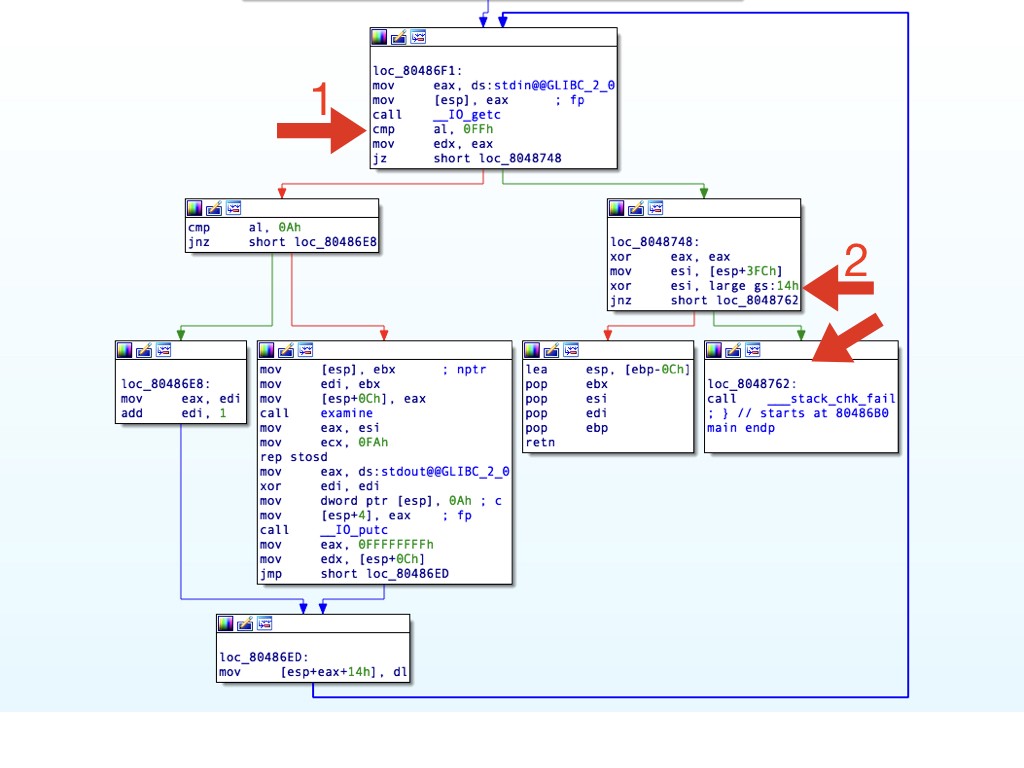 loc_80486F1:
mov eax, ds:stdin@@GLIBC_2_0
mov [esp], eax ; fp
call __IO_getc
cmp al, 0FFh
mov edx, eax
jz short loc_8048748
1
cmp al, 0Ah
jnz short loc_80486E8
loc_8048748:
xor eax, eax
mov esi, [esp+3FCh]
xor esi, large gs:14h
jnz short loc_8048762
2
loc_80486E8:
mov eax, edi
add edi, 1
mov [esp], ebx ; nptr
mov edi, ebx
mov [esp+0Ch], eax
call examine
mov eax, esi
mov ecx, 0FAh
rep stosd
mov eax, ds:stdout@@GLIBC_2_0
xor edi, edi
mov dword ptr [esp], 0Ah ; c
mov [esp+4], eax ; fp
call __IO_putc
mov eax, 0FFFFFFFFh
mov edx, [esp+0Ch]
jmp short loc_80486ED
lea esp, [ebp-0Ch]
pop ebx
pop esi
pop edi
pop ebp
retn
loc_8048762:
call ___stack_chk_fail
; } // starts at 80486B0
main endp
loc_80486ED:
mov [esp+eax+14h], dl